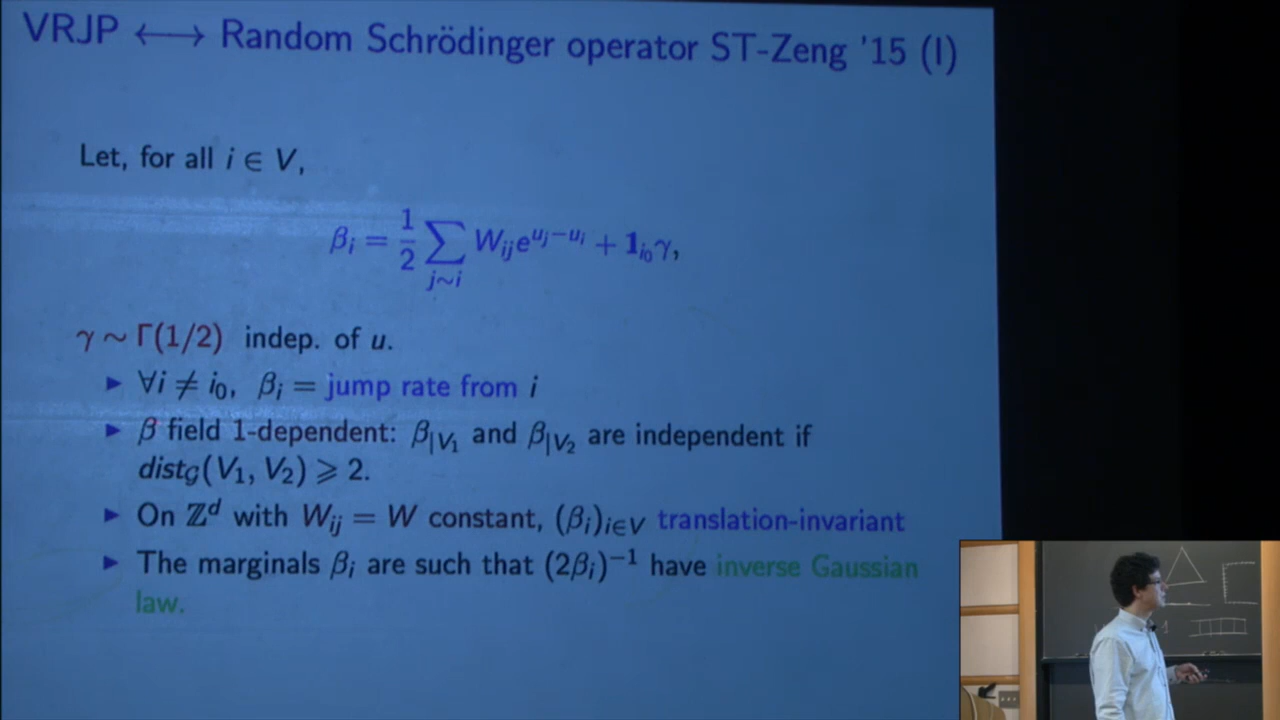 VRJP ⟷ Random Schrödinger operator ST-Zeng '15 (I)
Let, for all i ∈ V,
β_i = 1/2 ∑_{j∼i} W_{ij} e^{u_j−u_i} + 𝟏_{i_0} γ,
γ ∼ Γ(1/2) indep. of u.
► ∀i ≠ i_0, β_i = jump rate from i
► β field 1-dependent: β_{|V_1} and β_{|V_2} are independent if
dist_G(V_1, V_2) ⩾ 2.
► On ℤ^d with W_{ij} = W constant, (β_i)_{i∈V} translation-invariant
► The marginals β_i are such that (2β_i)^{−1} have inverse Gaussian
law.